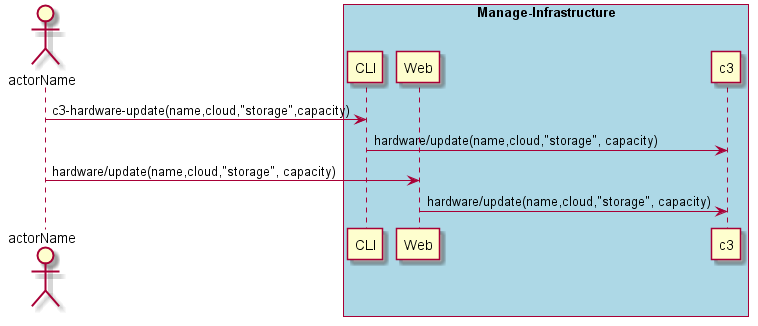 Manage-Infrastructure
actorName
CLI
Web
c3
c3-hardware-update(name,cloud,"storage",capacity)
hardware/update(name,cloud,"storage", capacity)
hardware/update(name,cloud,"storage", capacity)
hardware/update(name,cloud,"storage", capacity)
actorName
CLI
Web
c3